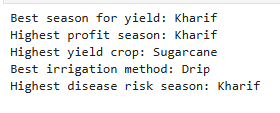 Best season for yield: Kharif
Highest profit season: Kharif
Highest yield crop: Sugarcane
Best irrigation method: Drip
Highest disease risk season: Kharif